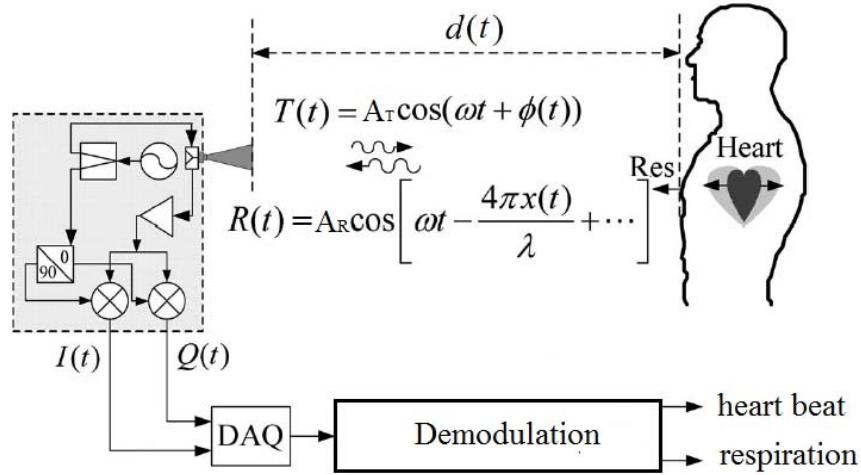 d(t)
T(t) = A_T cos(ωt + ϕ(t))
Heart
Res
R(t) = A_R cos[ωt − 4πx(t)/λ + ⋯]
0
90
I(t) Q(t)
DAQ
Demodulation
heart beat
respiration